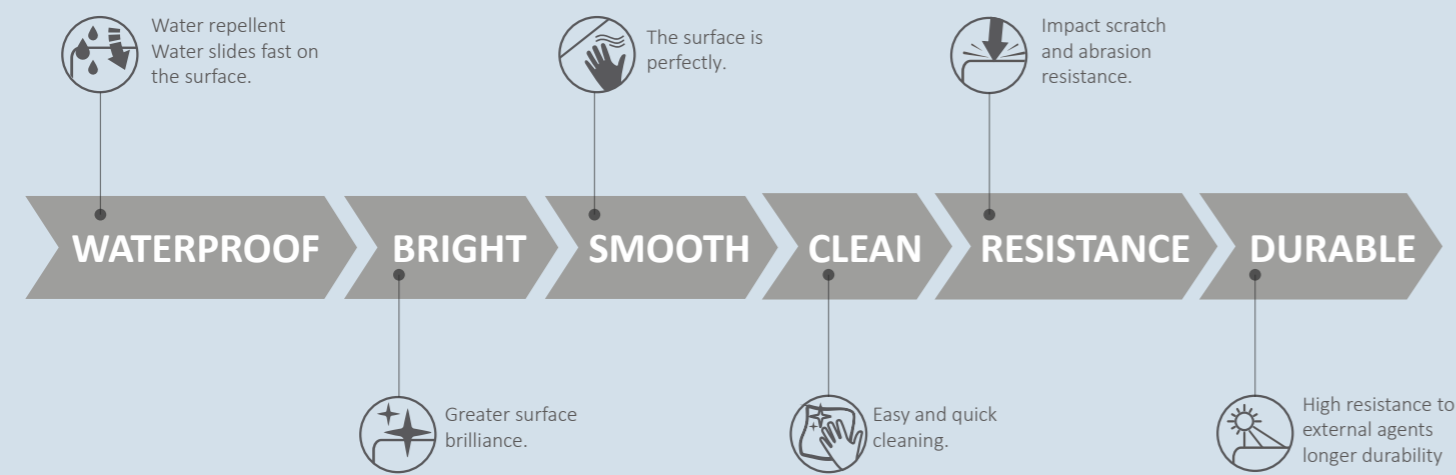 Water repellent
Water slides fast on
the surface.
The surface is
perfectly.
Impact scratch
and abrasion
resistance.
WATERPROOF
BRIGHT
SMOOTH
CLEAN
RESISTANCE
DURABLE
Greater surface
brilliance.
Easy and quick
cleaning.
High resistance to
external agents
longer durability